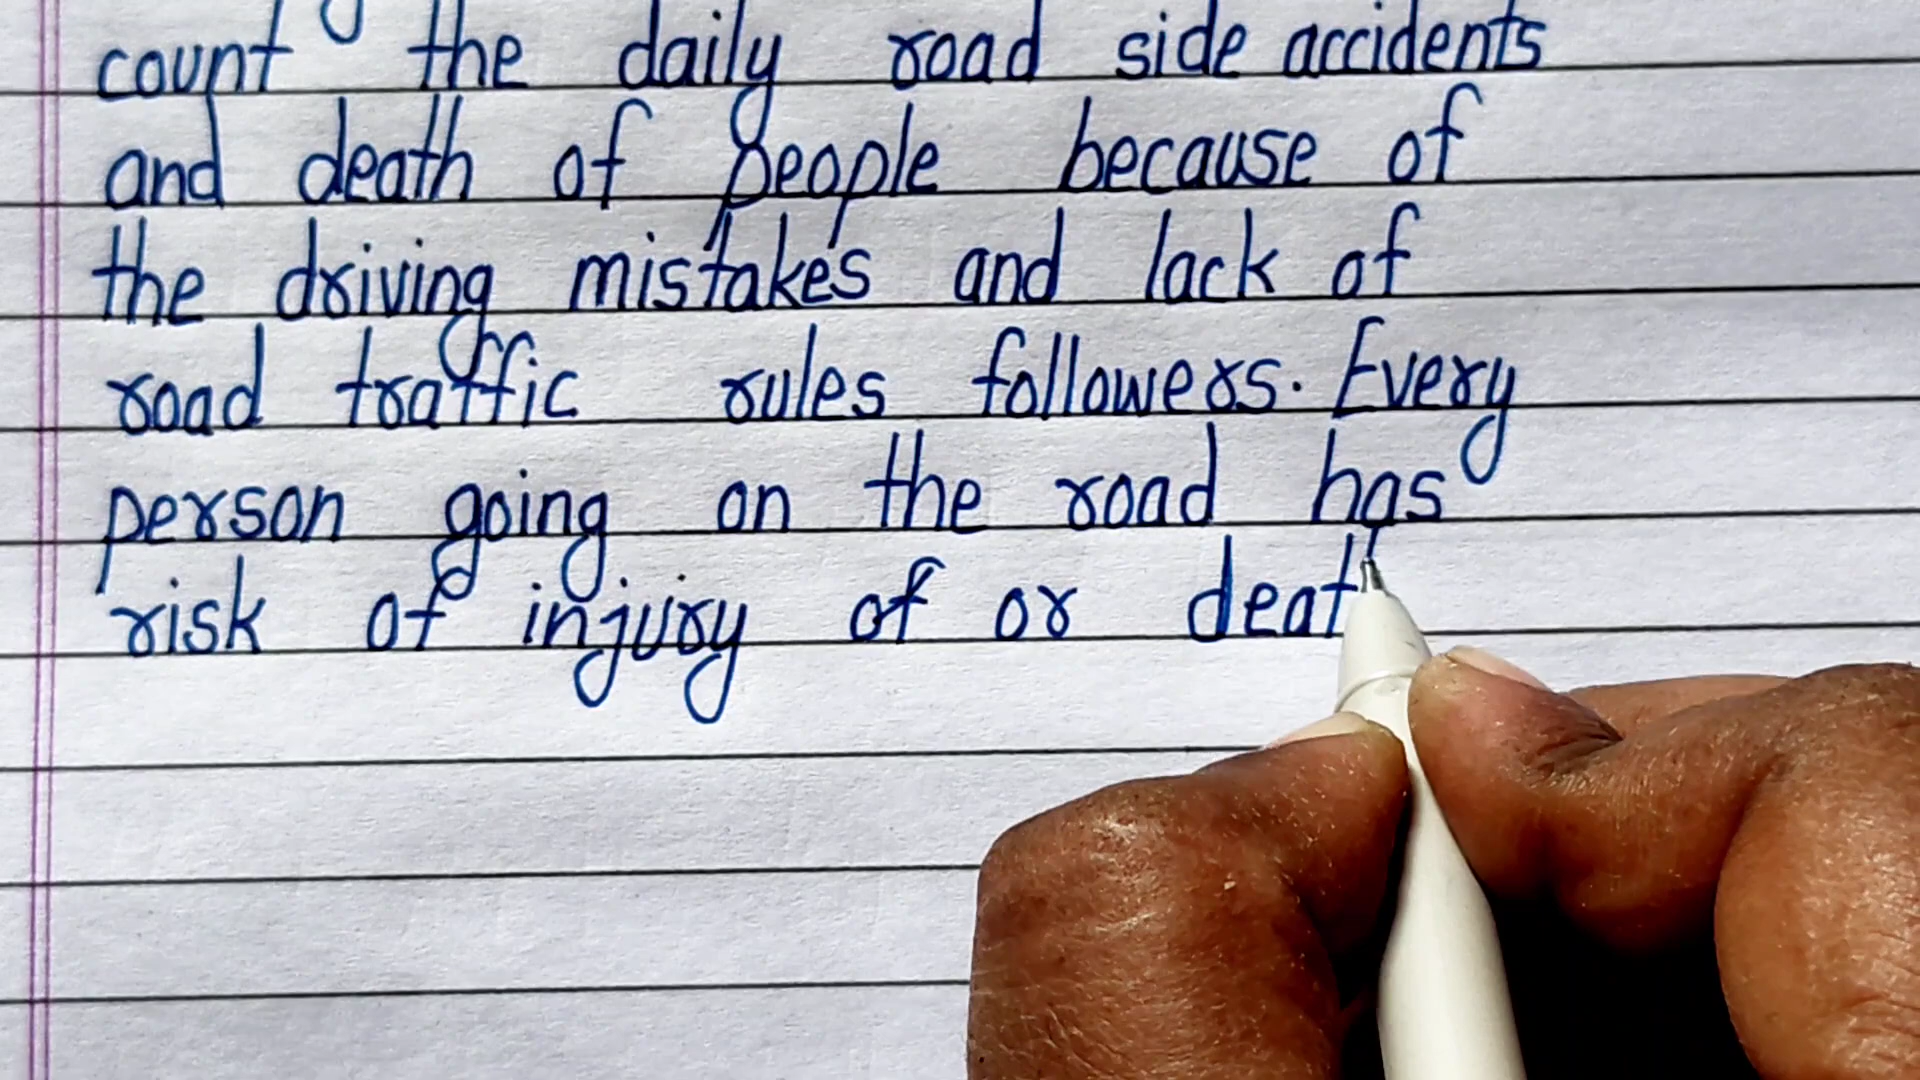 count the daily road side accidents
and death of people because of
the driving mistakes and lack of
road traffic rules followers. Every
person going on the road has
risk of injury of or deat